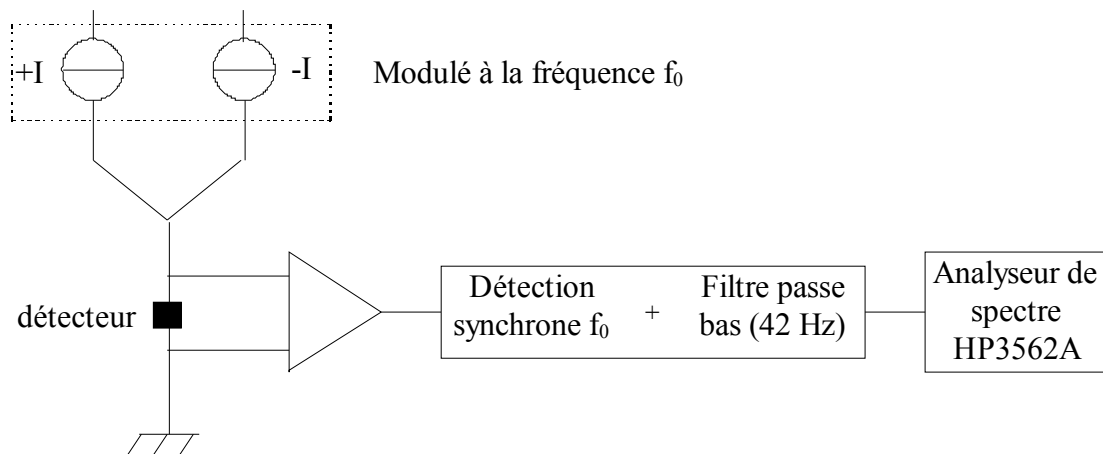 +I
-I
Modulé à la fréquence f₀
détecteur
Détection
synchrone f₀
+
Filtre passe
bas (42 Hz)
Analyseur de
spectre
HP3562A